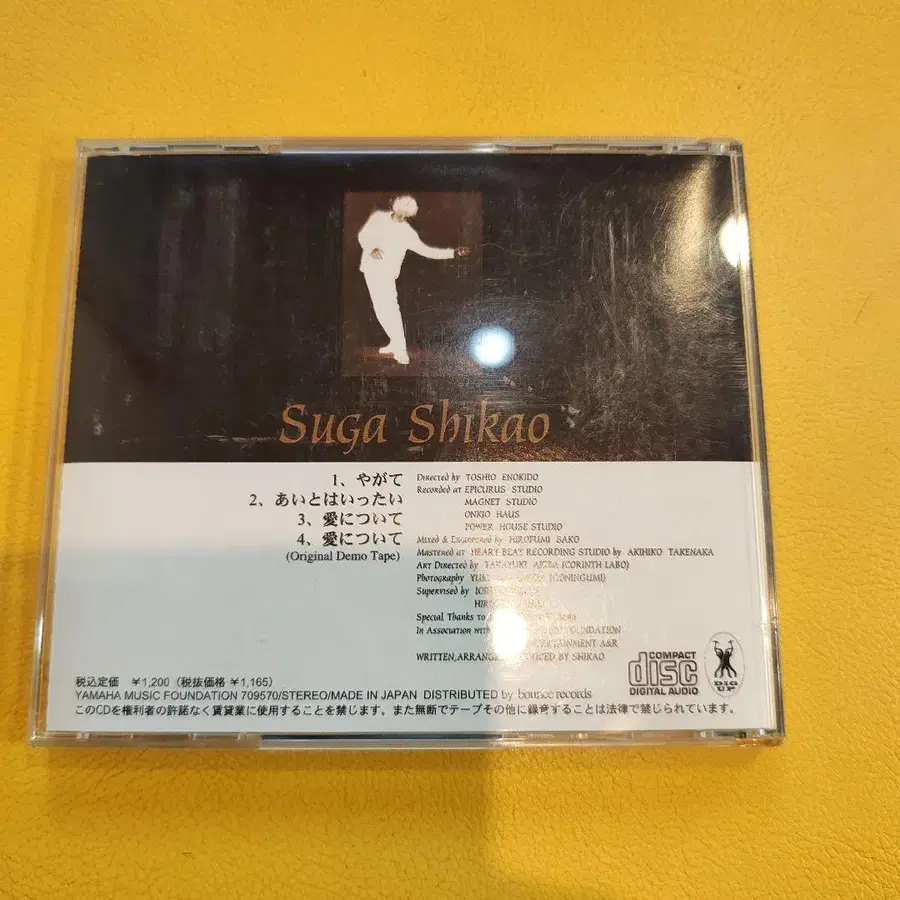 Suga Shikao
1、やがて
2、あいとはいったい
3、愛について
4、愛について
(Original Demo Tape)
Directed by TOSHIO ENOKIDO
Recorded at EPICURUS STUDIO
MAGNET STUDIO
ONKIO HAUS
POWER HOUSE STUDIO
Mixed & Engineered by HIROFUMI SAKO
Mastered at HEART BEAT RECORDING STUDIO by AKIHIKO TAKENAKA
Art Directed by TAKAYUKI AKIBA (CORINTH LABO)
Photography YUKI (CONINGUMI)
Supervised by
Special Thanks to
In Association with FOUNDATION
A&R
WRITTEN, BY SHIKAO
COMPACT
disc
DIGITAL AUDIO
DIG
UP
税込定価 ￥1,200（税抜価格 ￥1,165）
YAMAHA MUSIC FOUNDATION 709570/STEREO/MADE IN JAPAN DISTRIBUTED by bounce records
このCDを権利者の許諾なく賃貸業に使用することを禁じます。また無断でテープその他に録音することは法律で禁じられています。